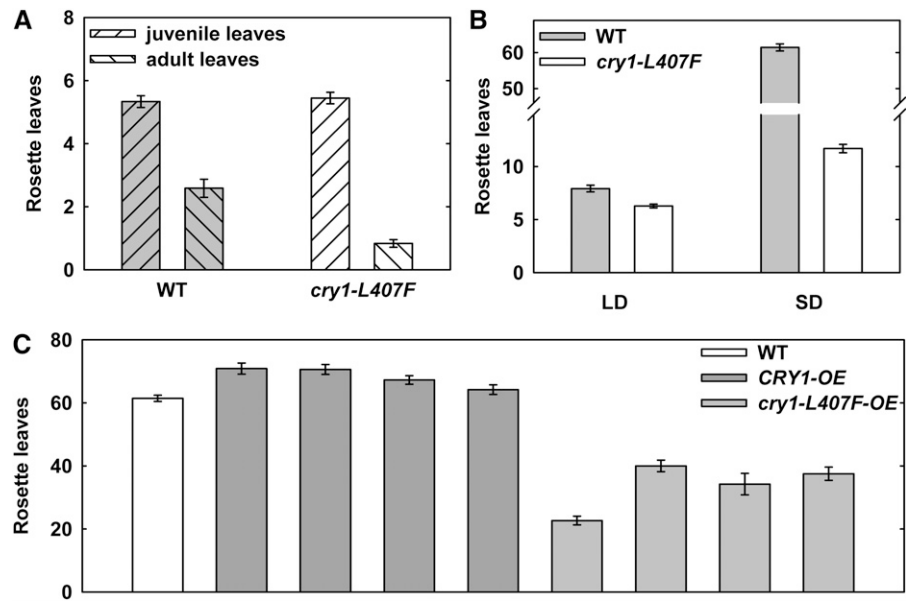 A
8
6
4
2
0
Rosette leaves
juvenile leaves
adult leaves
WT
cry1-L407F
B
60
50
10
5
0
Rosette leaves
WT
cry1-L407F
LD
SD
C
80
60
40
20
0
Rosette leaves
WT
CRY1-OE
cry1-L407F-OE